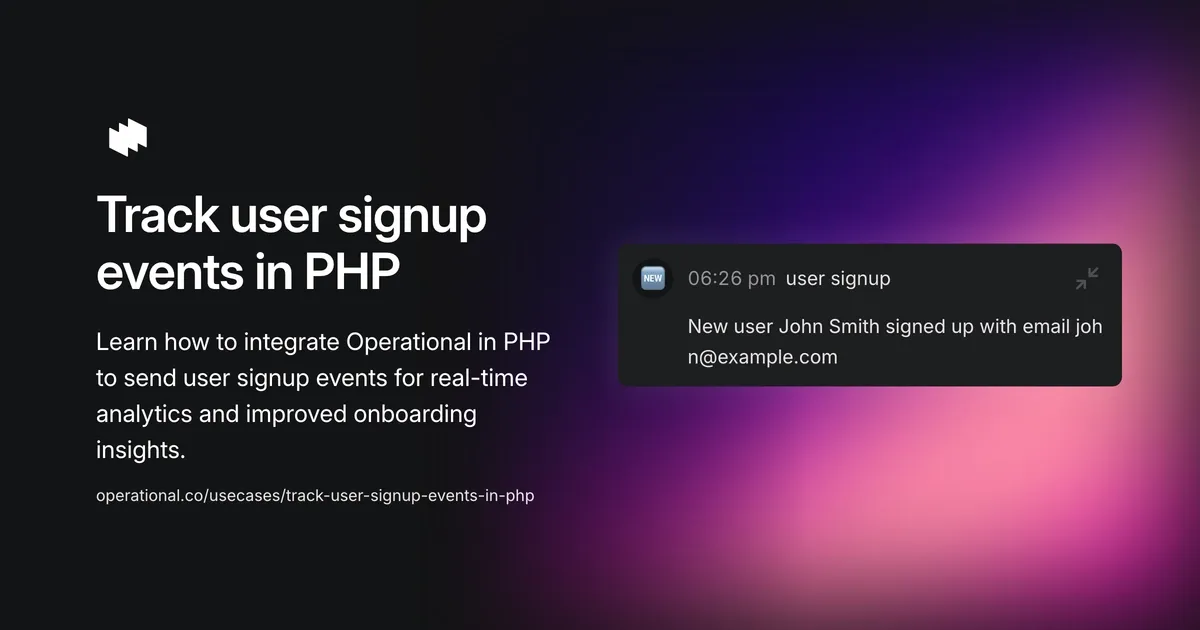 Track user signup
events in PHP
Learn how to integrate Operational in PHP
to send user signup events for real-time
analytics and improved onboarding
insights.
operational.co/usecases/track-user-signup-events-in-php
NEW 06:26 pm user signup
New user John Smith signed up with email joh
n@example.com